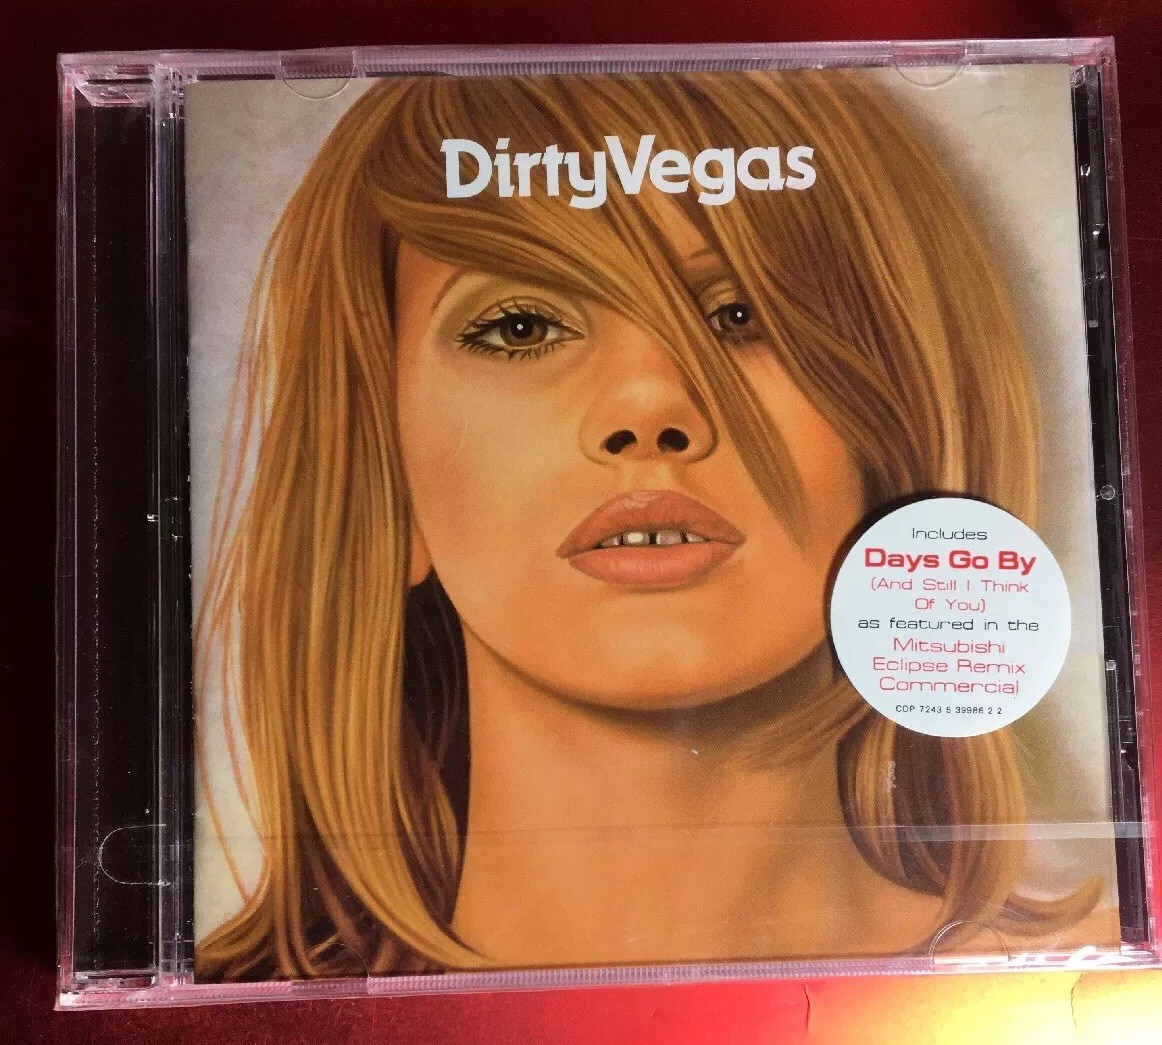 DirtyVegas
Includes
Days Go By
(And Still I Think
Of You)
as featured in the
Mitsubishi
Eclipse Remix
Commercial
CDP 7243 5 39986 2 2